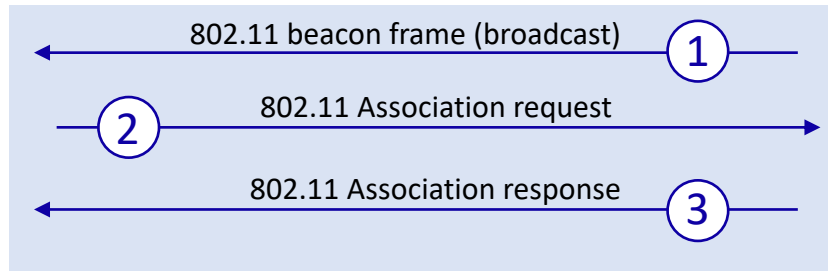 802.11 beacon frame (broadcast)
1
2
802.11 Association request
802.11 Association response
3